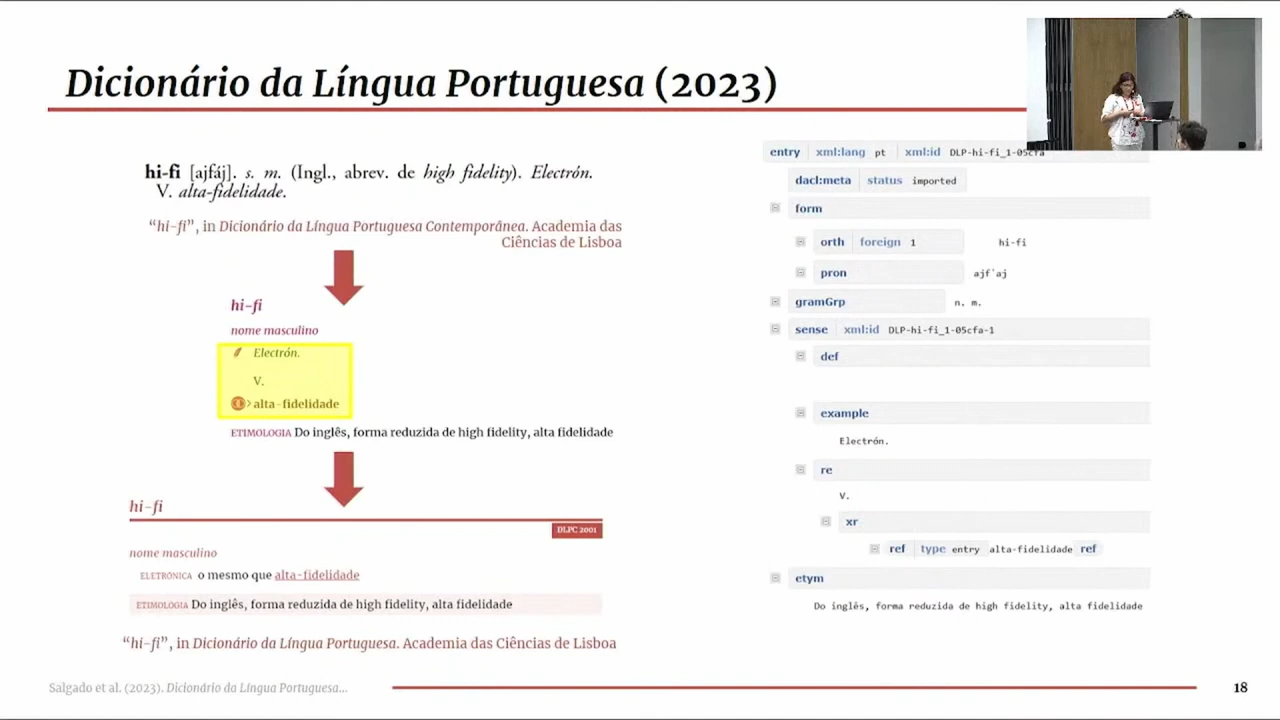 Dicionário da Língua Portuguesa (2023)
hi-fi [ajfáj]. s. m. (Ingl., abrev. de high fidelity). Electrón.
V. alta-fidelidade.
“hi-fi”, in Dicionário da Língua Portuguesa Contemporânea. Academia das
Ciências de Lisboa
hi-fi
nome masculino
Electrón.
V.
alta-fidelidade
ETIMOLOGIA Do inglês, forma reduzida de high fidelity, alta fidelidade
hi-fi
DLPC 2001
nome masculino
ELETRÓNICA o mesmo que alta-fidelidade
ETIMOLOGIA Do inglês, forma reduzida de high fidelity, alta fidelidade
“hi-fi”, in Dicionário da Língua Portuguesa. Academia das Ciências de Lisboa
entry xml:lang pt xml:id DLP-hi-fi_1-05cfa
dacl:meta status imported
form
orth foreign 1 hi-fi
pron ajfˈaj
gramGrp n. m.
sense xml:id DLP-hi-fi_1-05cfa-1
def
example
Electrón.
re
V.
xr
ref type entry alta-fidelidade ref
etym
Do inglês, forma reduzida de high fidelity, alta fidelidade
Salgado et al. (2023). Dicionário da Língua Portuguesa...
18